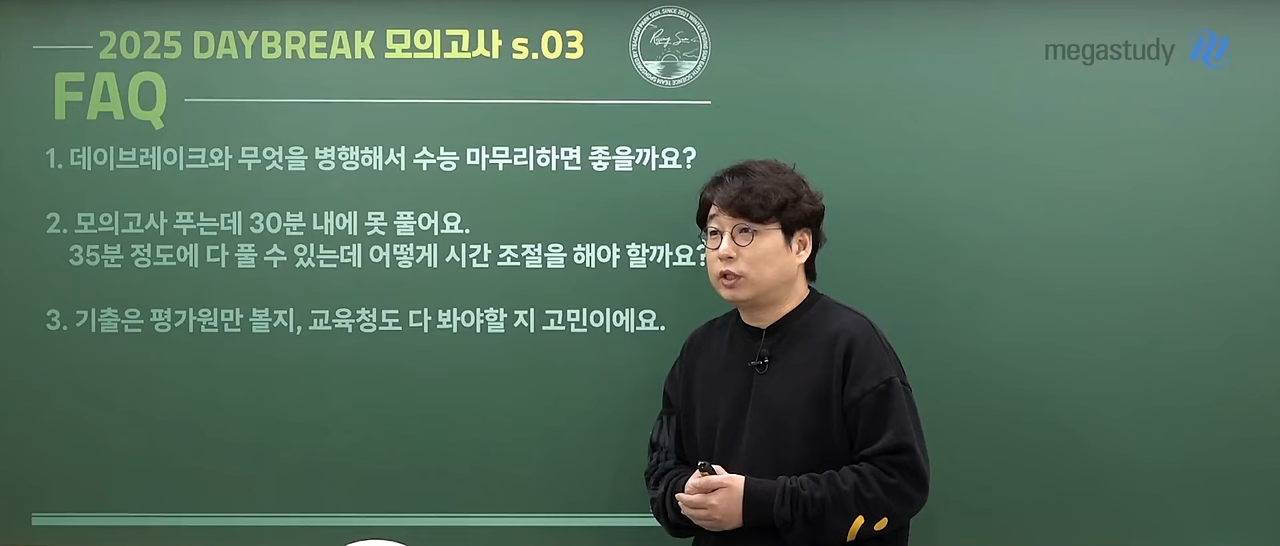 2025 DAYBREAK 모의고사 s.03
megastudy
FAQ
1. 데이브레이크와 무엇을 병행해서 수능 마무리하면 좋을까요?
2. 모의고사 푸는데 30분 내에 못 풀어요.
35분 정도에 다 풀 수 있는데 어떻게 시간 조절을 해야 할까요?
3. 기출은 평가원만 볼지, 교육청도 다 봐야할 지 고민이에요.